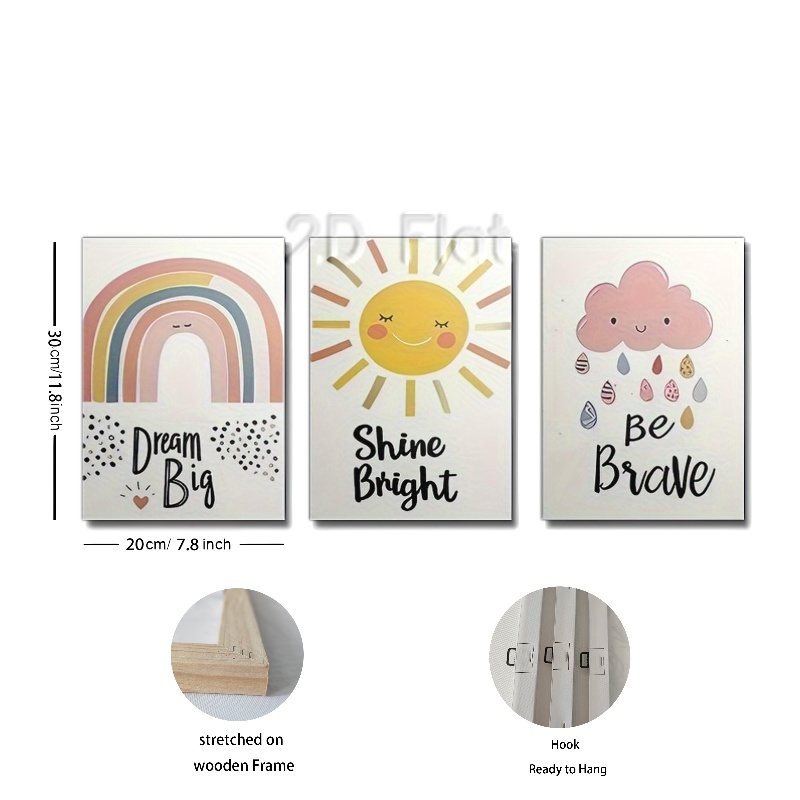 2D Flat
30cm/11.8inch
Dream
Big
Shine
Bright
Be
Brave
20cm/ 7.8 inch
stretched on
wooden Frame
Hook
Ready to Hang